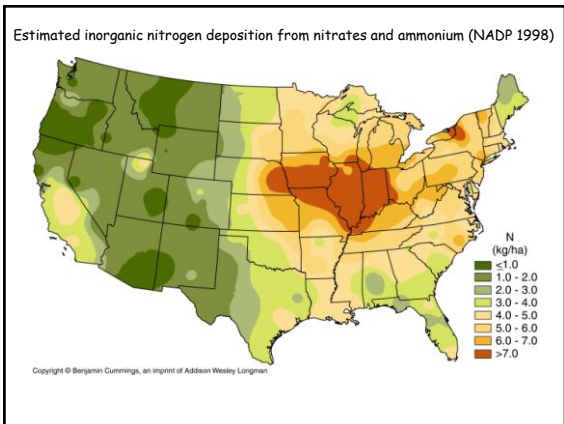 Estimated inorganic nitrogen deposition from nitrates and ammonium (NADP 1998)
N
(kg/ha)
≤1.0
1.0 - 2.0
2.0 - 3.0
3.0 - 4.0
4.0 - 5.0
5.0 - 6.0
6.0 - 7.0
>7.0
Copyright © Benjamin Cummings, an imprint of Addison Wesley Longman